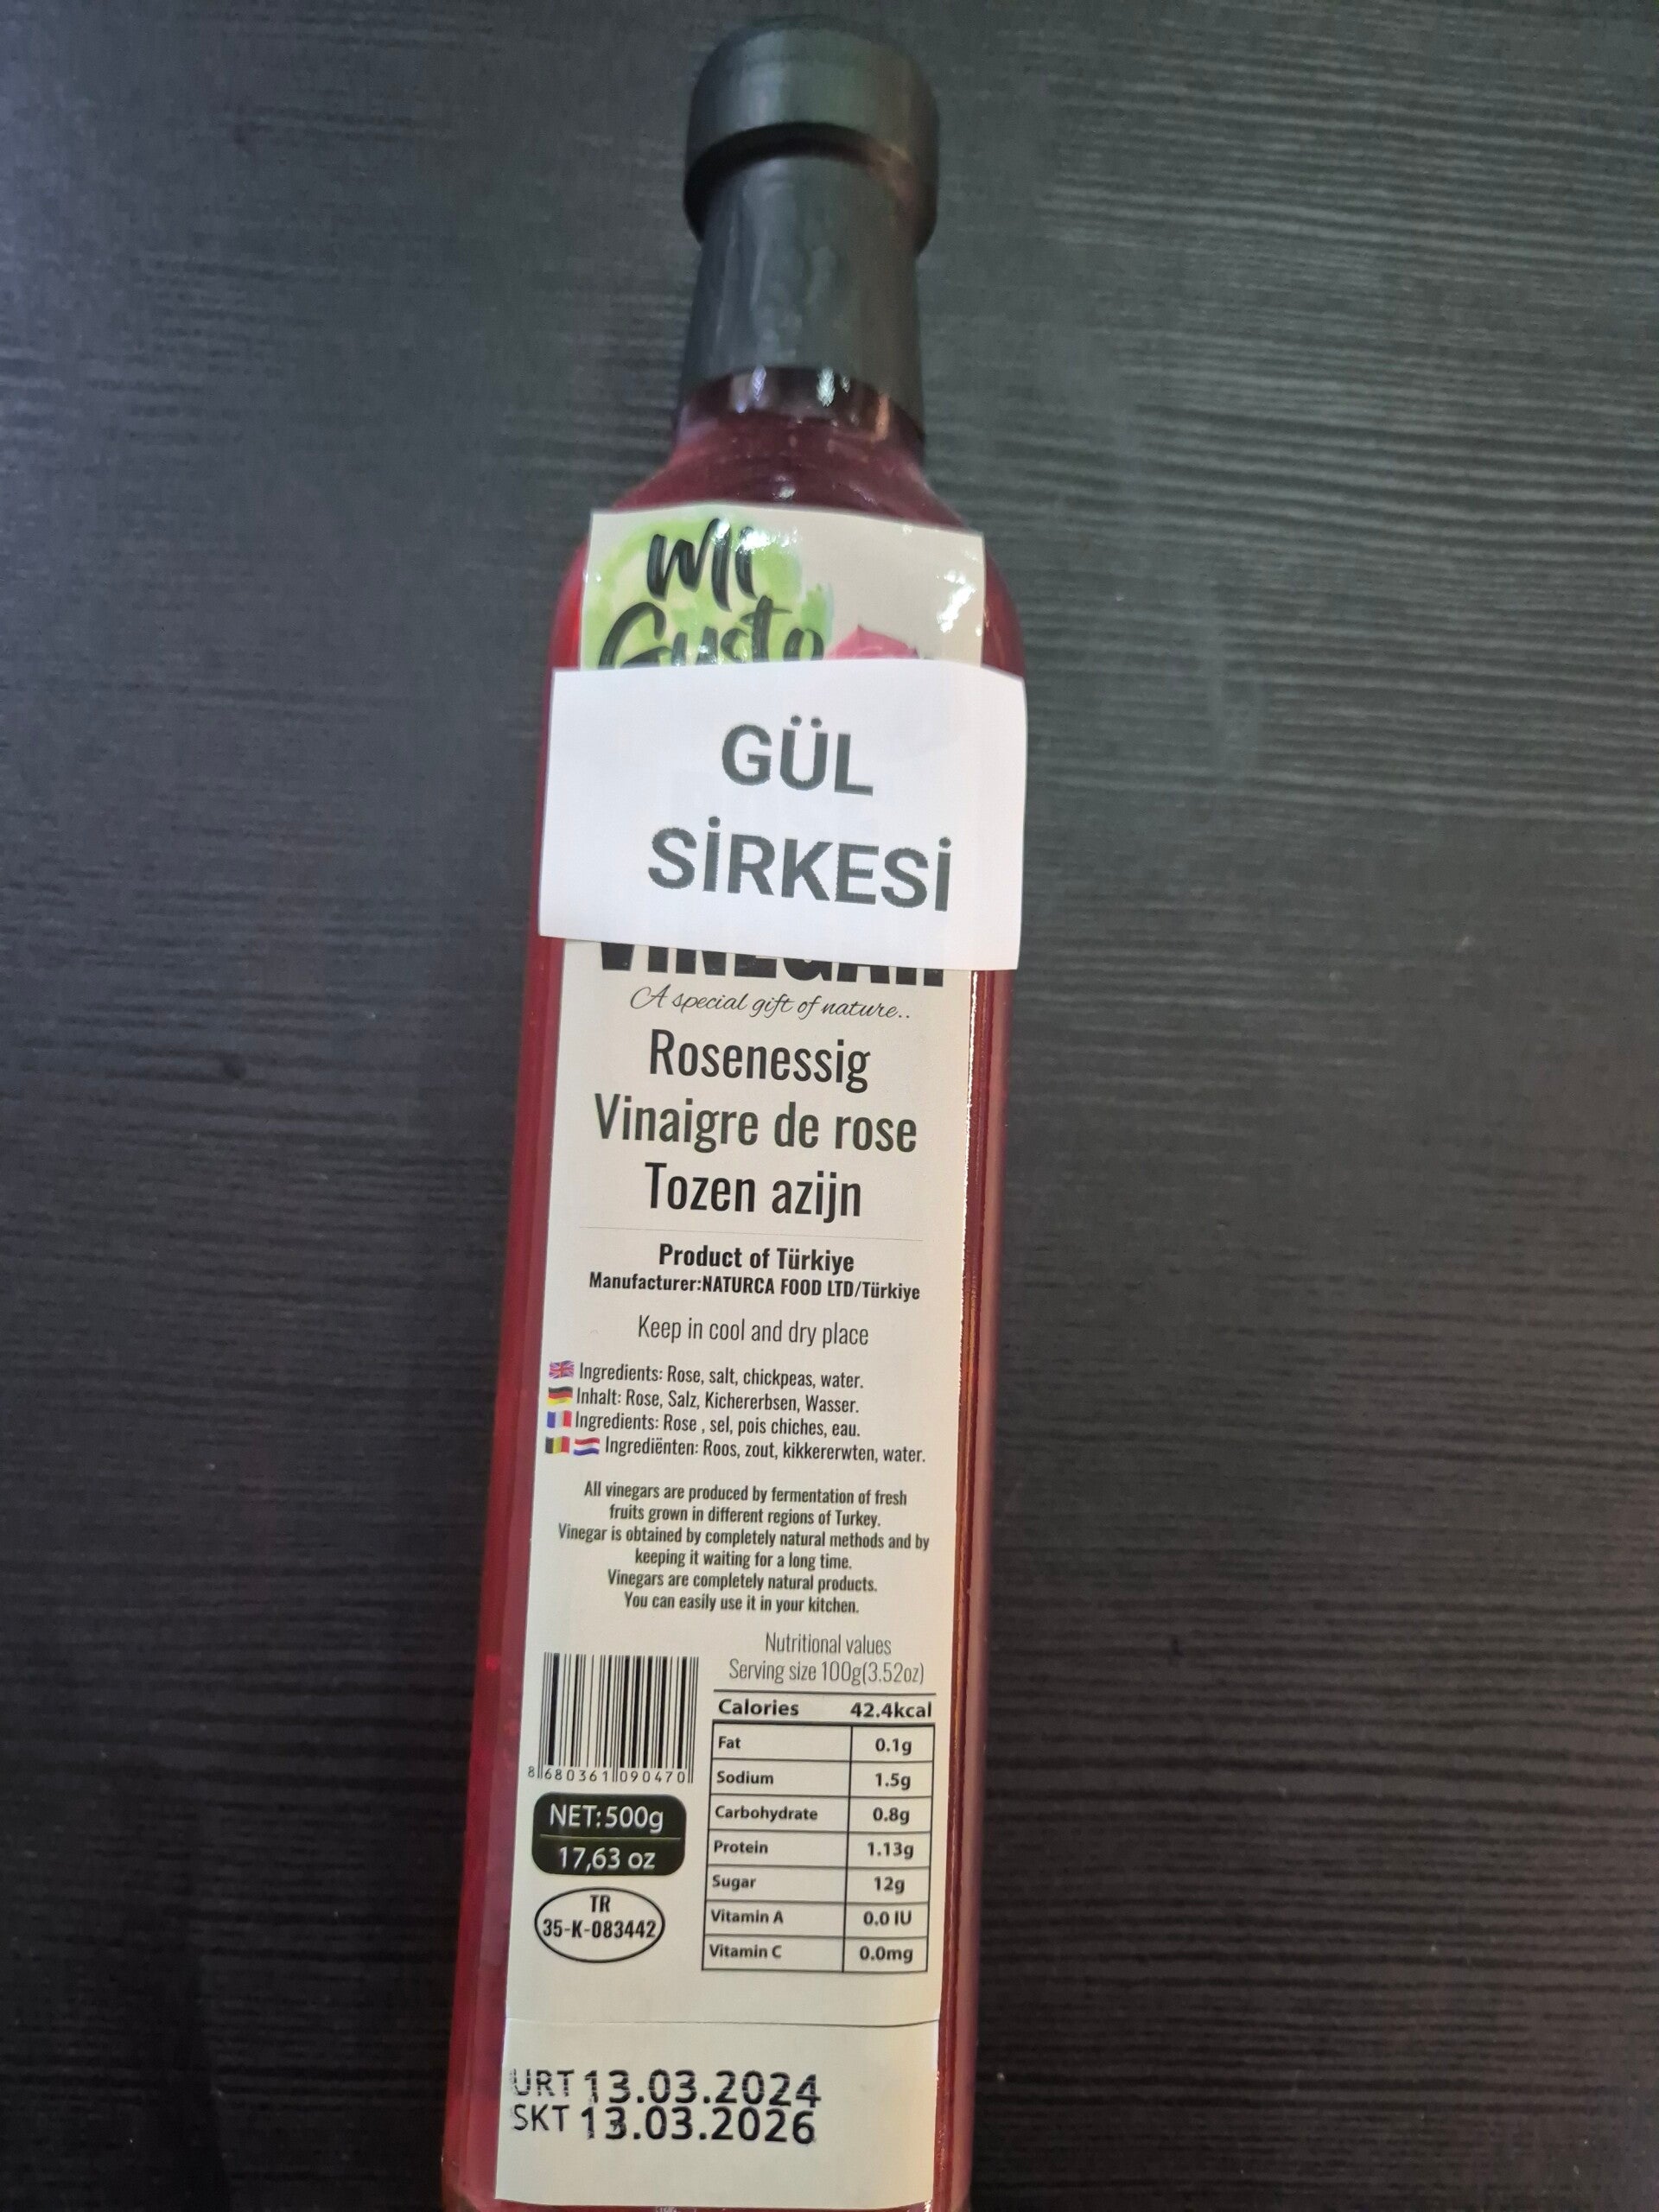 Mi
Gusto
GÜL
SİRKESİ
VINEGAR
A special gift of nature..
Rosenessig
Vinaigre de rose
Tozen azijn
Product of Türkiye
Manufacturer:NATURCA FOOD LTD/Türkiye
Keep in cool and dry place
Ingredients: Rose, salt, chickpeas, water.
Inhalt: Rose, Salz, Kichererbsen, Wasser.
Ingredients: Rose , sel, pois chiches, eau.
Ingrediënten: Roos, zout, kikkererwten, water.
All vinegars are produced by fermentation of fresh
fruits grown in different regions of Turkey.
Vinegar is obtained by completely natural methods and by
keeping it waiting for a long time.
Vinegars are completely natural products.
You can easily use it in your kitchen.
Nutritional values
Serving size 100g(3.52oz)
Calories 42.4kcal
Fat 0.1g
Sodium 1.5g
Carbohydrate 0.8g
Protein 1.13g
Sugar 12g
Vitamin A 0.0 IU
Vitamin C 0.0mg
8 680361 090470
NET:500g
17,63 oz
TR
35-K-083442
URT 13.03.2024
SKT 13.03.2026